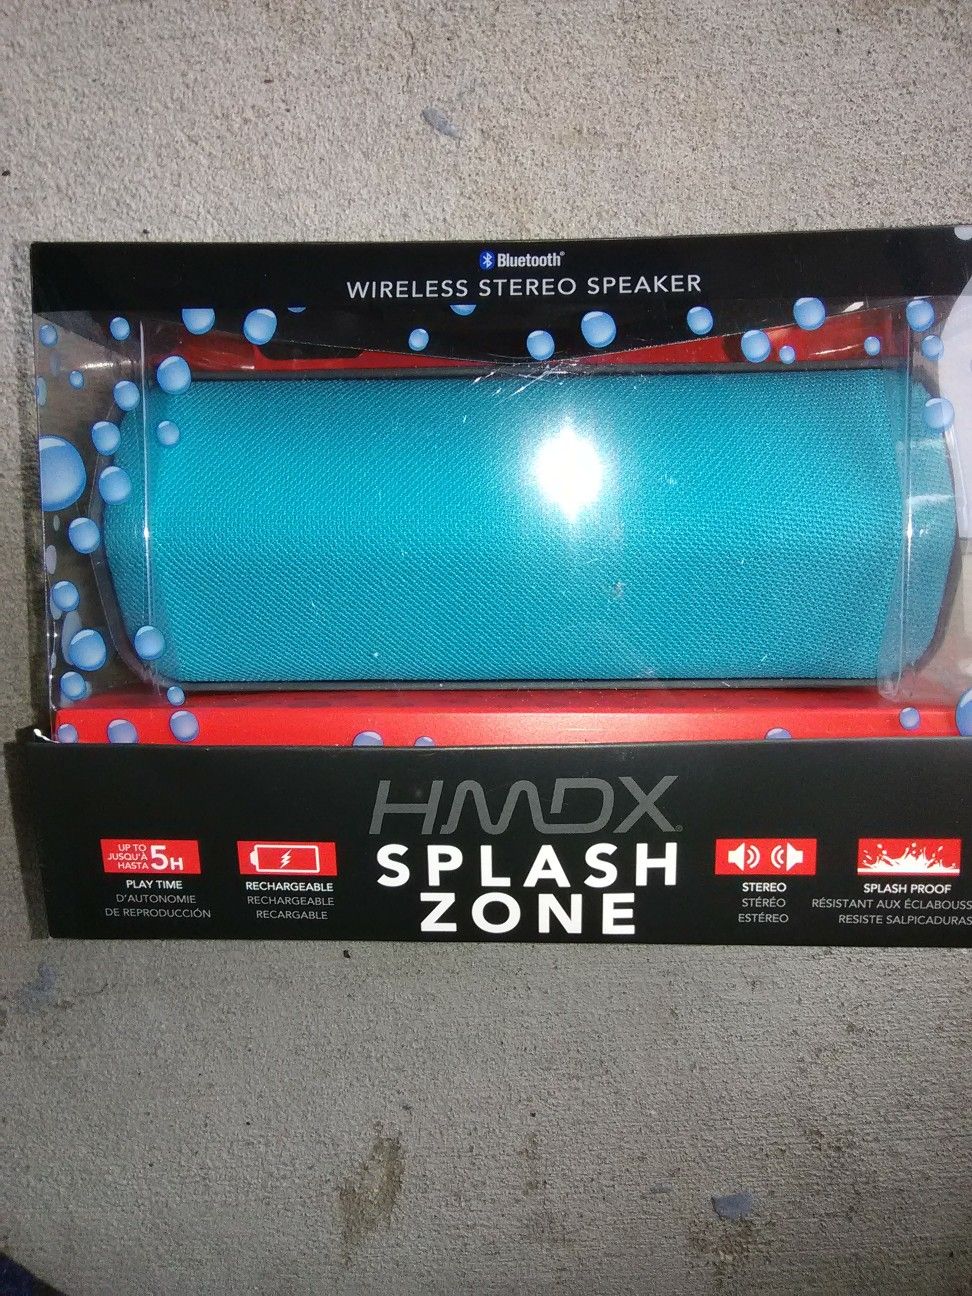 Bluetooth®
WIRELESS STEREO SPEAKER
HMDX®
SPLASH
ZONE
UP TO
JUSQU'À
HASTA
5H
PLAY TIME
D'AUTONOMIE
DE REPRODUCCIÓN
RECHARGEABLE
RECHARGEABLE
RECARGABLE
STEREO
STÉRÉO
ESTÉREO
SPLASH PROOF
RÉSISTANT AUX ÉCLABOUSS
RESISTE SALPICADURAS